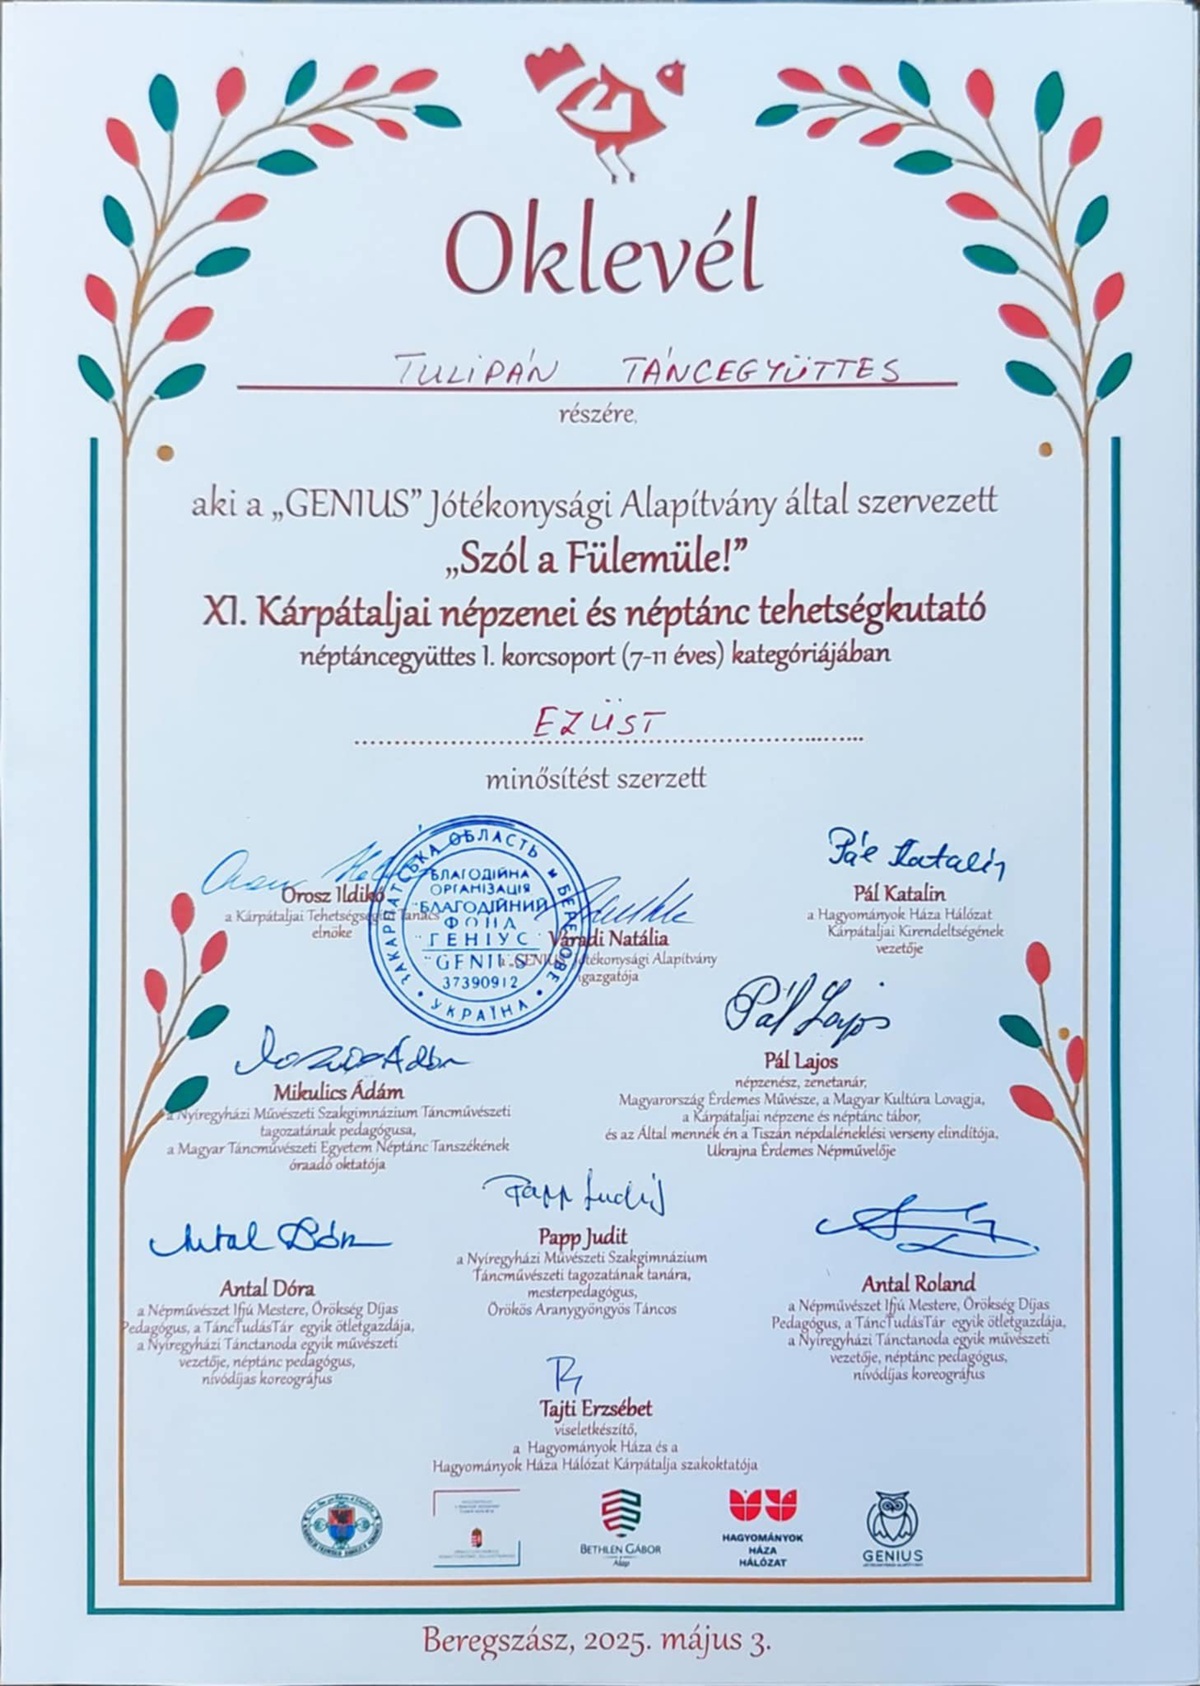 Oklevél
TULIPÁN TÁNCEGYÜTTES
részére,
aki a „GENIUS” Jótékonysági Alapítvány által szervezett
„Szól a Fülemüle!”
XI. Kárpátaljai népzenei és néptánc tehetségkutató
néptáncegyüttes I. korcsoport (7-11 éves) kategóriájában
EZÜST
minősítést szerzett
Orosz Ildikó
a Kárpátaljai Tehetségsegítő Tanács
elnöke
ЗАКАРПАТСЬКА ОБЛАСТЬ
БЕРЕГОВЕ
УКРАЇНА
БЛАГОДІЙНА
ОРГАНІЗАЦІЯ
"БЛАГОДІЙНИЙ
ФОНД
"ГЕНІУС"
"GENIUS"
37390912
Váradi Natália
a GENIUS Jótékonysági Alapítvány
igazgatója
Pál Katalin
Pál Katalin
a Hagyományok Háza Hálózat
Kárpátaljai Kirendeltségének
vezetője
Mikulics Ádám
a Nyíregyházi Művészeti Szakgimnázium Táncművészeti
tagozatának pedagógusa,
a Magyar Táncművészeti Egyetem Néptánc Tanszékének
óraadó oktatója
Pál Lajos
Pál Lajos
népzenész, zenetanár,
Magyarország Érdemes Művésze, a Magyar Kultúra Lovagja,
a Kárpátaljai népzene és néptánc tábor,
és az Által mennék én a Tiszán népdaléneklési verseny elindítója,
Ukrajna Érdemes Népművelője
Antal Dóra
Antal Dóra
a Népművészet Ifjú Mestere, Örökség Díjas
Pedagógus, a TáncTudásTár egyik ötletgazdája,
a Nyíregyházi Tánctanoda egyik művészeti
vezetője, néptánc pedagógus,
nívódíjas koreográfus
Papp Judit
Papp Judit
a Nyíregyházi Művészeti Szakgimnázium
Táncművészeti tagozatának tanára,
mesterpedagógus,
Örökös Aranygyöngyös Táncos
Antal Roland
a Népművészet Ifjú Mestere, Örökség Díjas
Pedagógus, a TáncTudásTár egyik ötletgazdája,
a Nyíregyházi Tánctanoda egyik művészeti
vezetője, néptánc pedagógus,
nívódíjas koreográfus
Tajti Erzsébet
viseletkészítő,
a Hagyományok Háza és a
Hagyományok Háza Hálózat Kárpátalja szakoktatója
BETHLEN GÁBOR
Alap
HAGYOMÁNYOK
HÁZA
HÁLÓZAT
GENIUS
Beregszász, 2025. május 3.